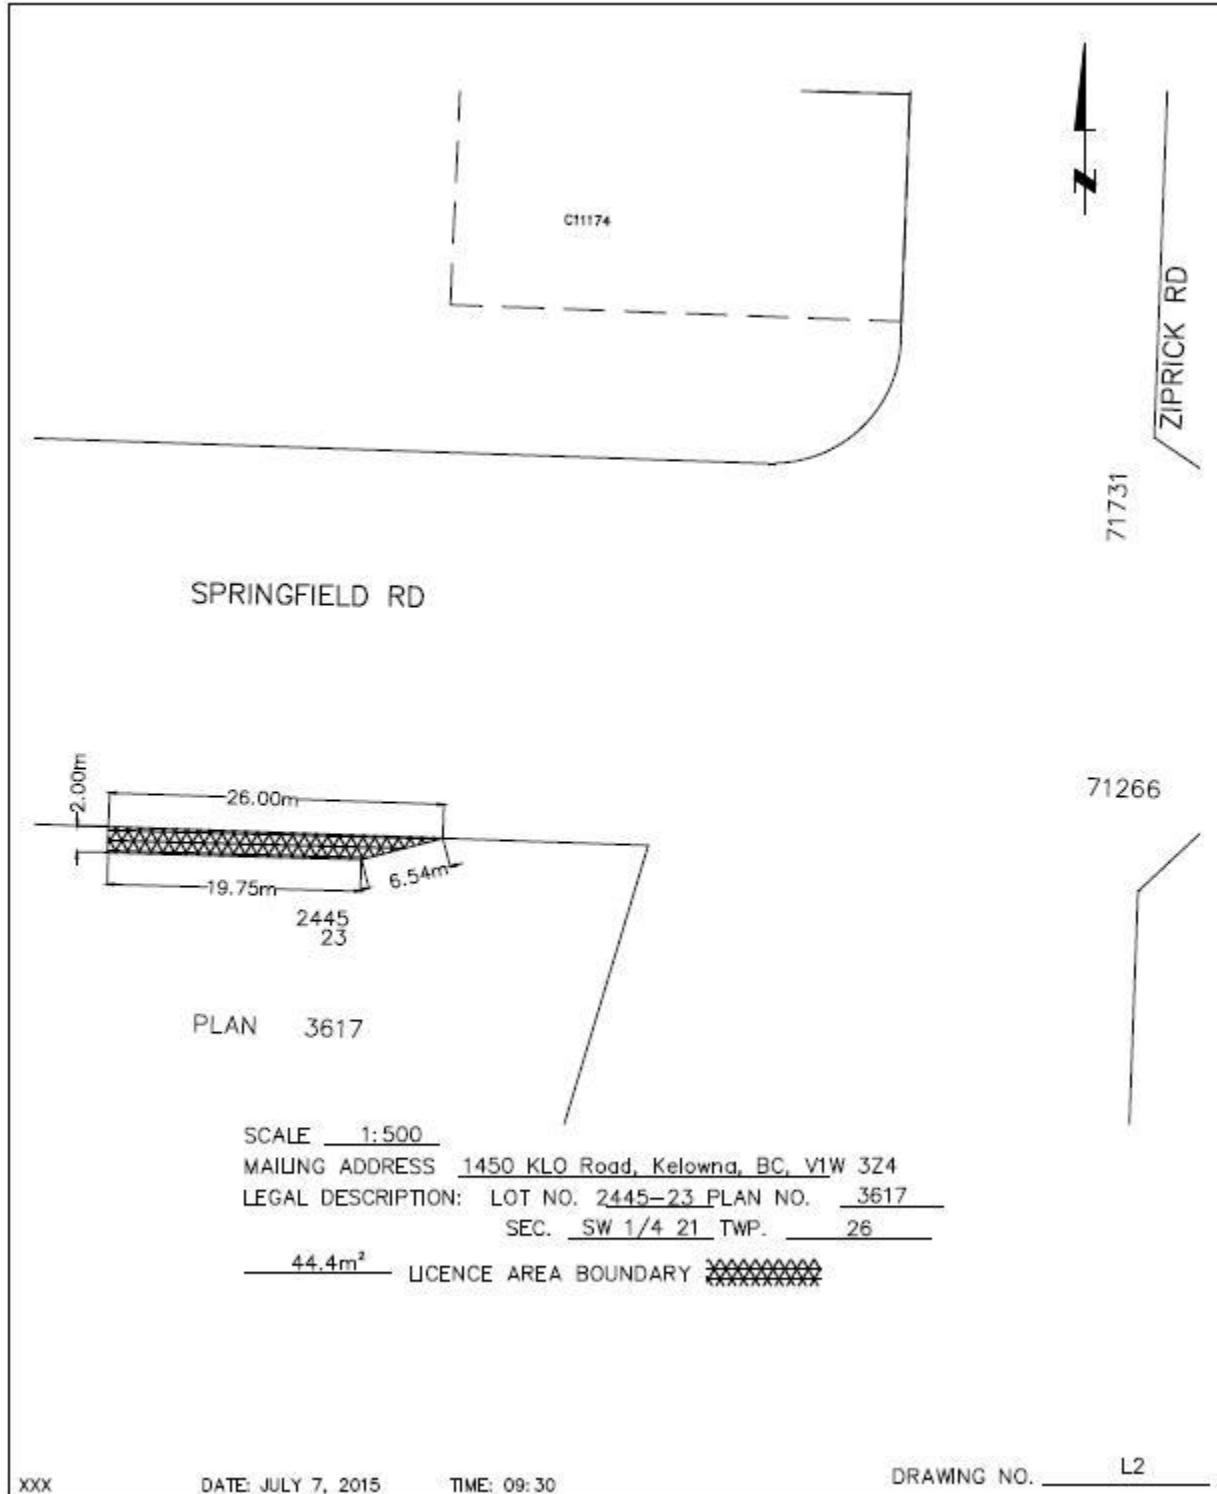 N
C11174
ZIPRICK RD
71731
SPRINGFIELD RD
71266
2.00m
26.00m
19.75m
6.54m
2445
23
PLAN 3617
SCALE 1:500
MAILING ADDRESS 1450 KLO Road, Kelowna, BC, V1W 3Z4
LEGAL DESCRIPTION: LOT NO. 2445-23 PLAN NO. 3617
SEC. SW 1/4 21 TWP. 26
44.4m² LICENCE AREA BOUNDARY
XXX DATE: JULY 7, 2015 TIME: 09:30 DRAWING NO. L2